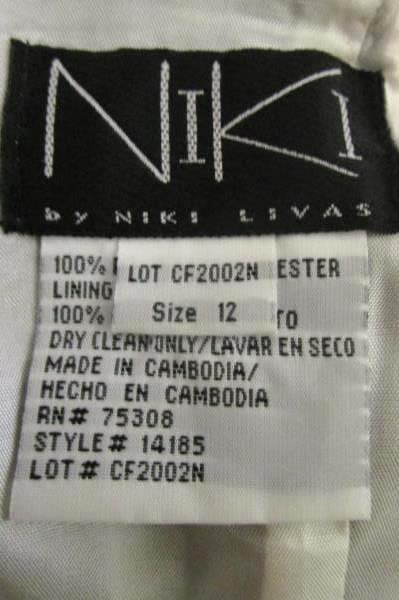 NIKI
by NIKI LIVAS
LOT CF2002N
Size 12
100% ESTER
LINING
100% TO
DRY CLEAN ONLY/LAVAR EN SECO
MADE IN CAMBODIA/
HECHO EN CAMBODIA
RN# 75308
STYLE# 14185
LOT# CF2002N